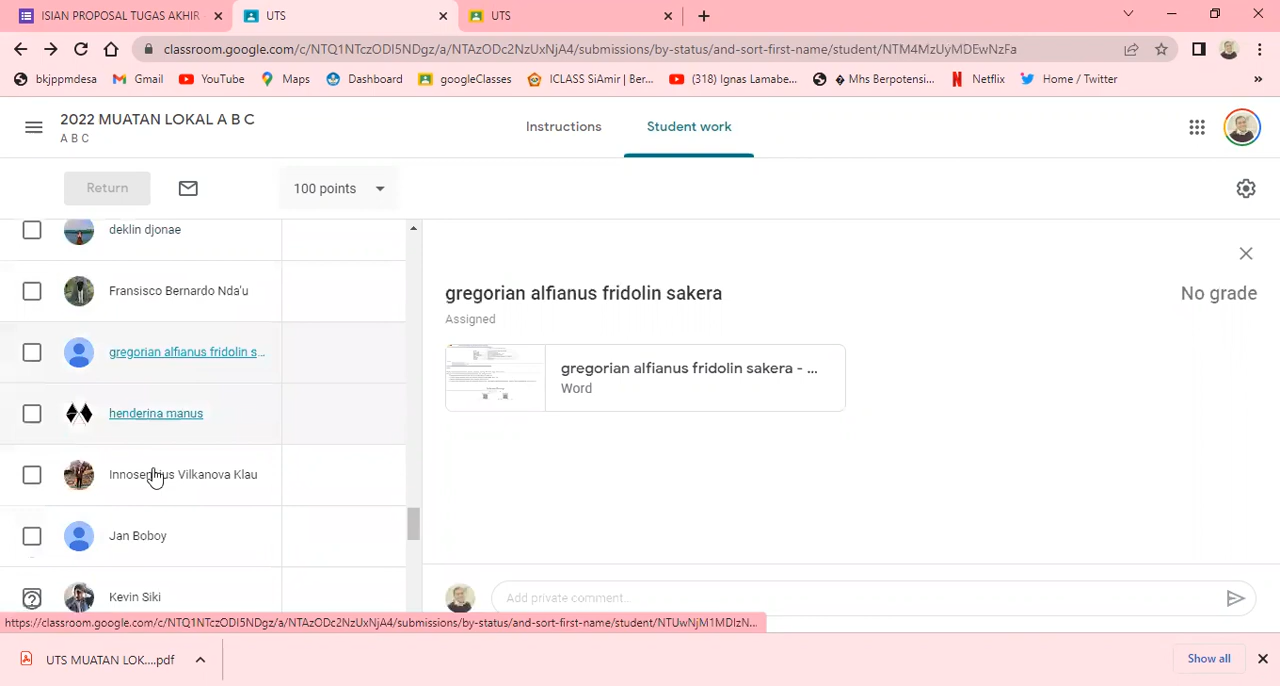 ISIAN PROPOSAL TUGAS AKHIR
UTS
UTS
classroom.google.com/c/NTQ1NTczODI5NDgz/a/NTAzODc2NzUxNjA4/submissions/by-status/and-sort-first-name/student/NTM4MzUyMDEwNzFa
bkjppmdesa
Gmail
YouTube
Maps
Dashboard
googleClasses
ICLASS SiAmir | Ber...
(318) Ignas Lamabe...
Mhs Berpotensi...
Netflix
Home / Twitter
»
2022 MUATAN LOKAL A B C
A B C
Instructions
Student work
Return
100 points
deklin djonae
Fransisco Bernardo Nda'u
gregorian alfianus fridolin s...
henderina manus
Vilkanova Klau
Jan Boboy
Kevin Siki
gregorian alfianus fridolin sakera
No grade
Assigned
gregorian alfianus fridolin sakera - ...
Word
Add private comment...
https://classroom.google.com/c/NTQ1NTczODI5NDgz/a/NTAzODc2NzUxNjA4/submissions/by-status/and-sort-first-name/student/NTUwNjM1MDIzN...
UTS MUATAN LOK....pdf
Show all